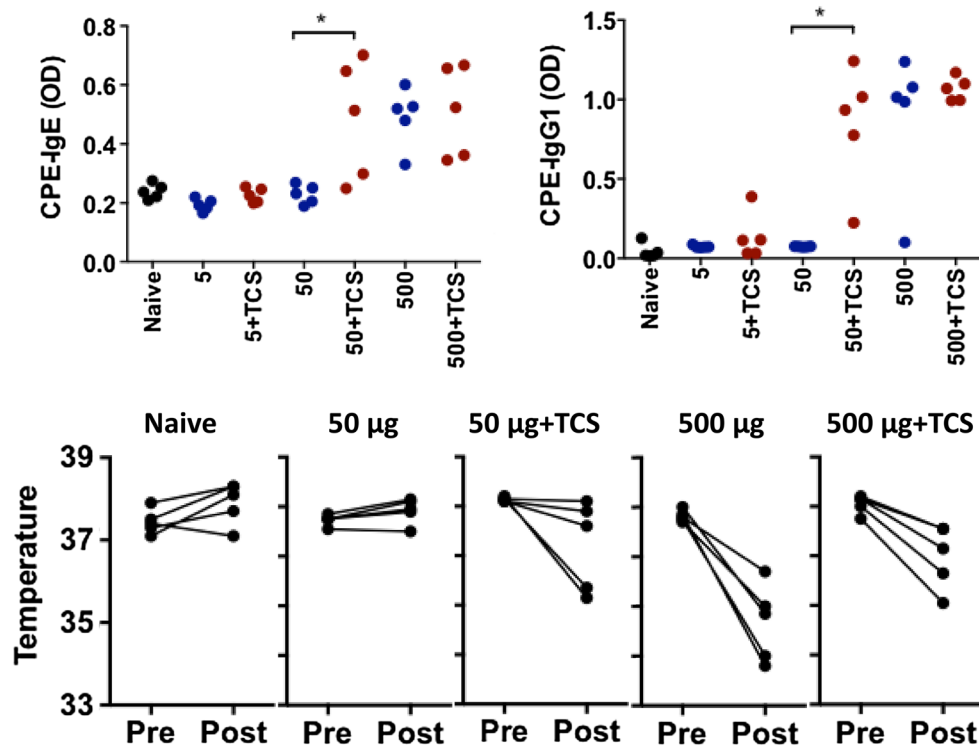 CPE-IgE (OD)
0.8
0.6
0.4
0.2
0.0
*
Naive
5
5+TCS
50
50+TCS
500
500+TCS
CPE-IgG1 (OD)
1.5
1.0
0.5
0.0
*
Naive
5
5+TCS
50
50+TCS
500
500+TCS
Naive
50 µg
50 µg+TCS
500 µg
500 µg+TCS
Temperature
39
37
35
33
Pre Post
Pre Post
Pre Post
Pre Post
Pre Post